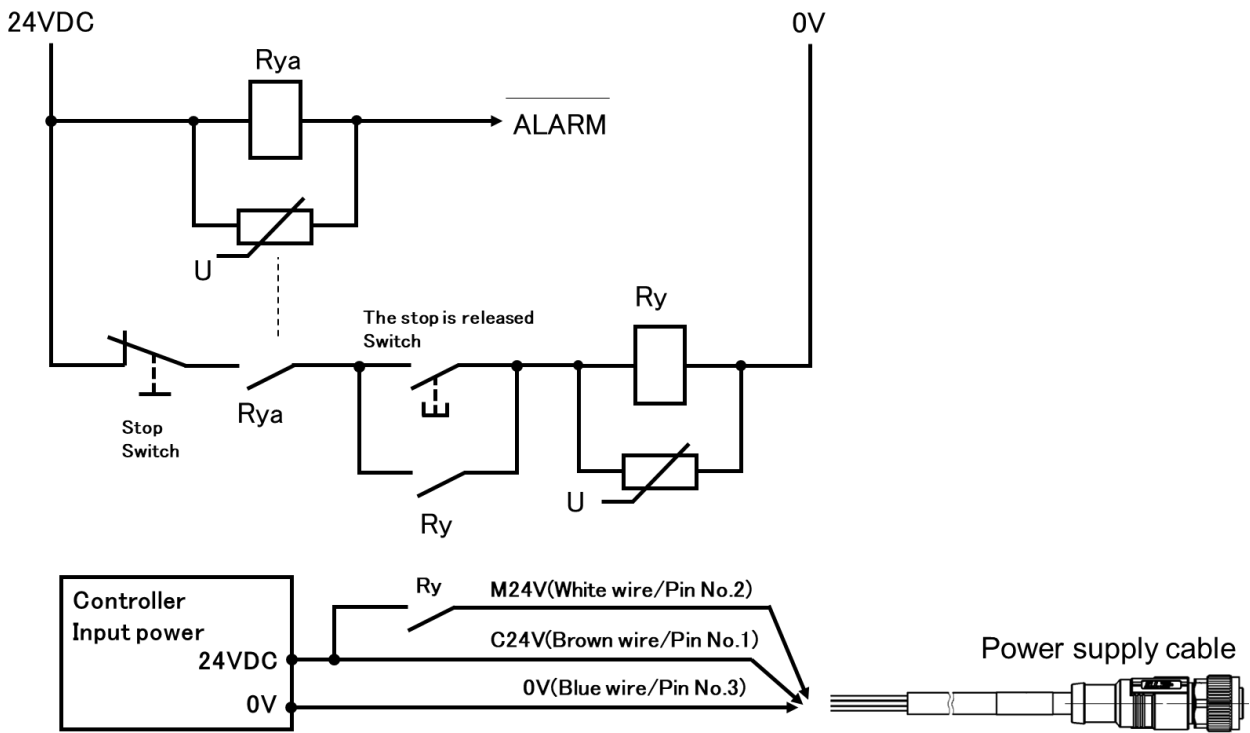 24VDC
0V
Rya
ALARM
U
Ry
The stop is released
Switch
Rya
Stop
Switch
U
Ry
Controller
Input power
24VDC
0V
Ry
M24V(White wire/Pin No.2)
C24V(Brown wire/Pin No.1)
0V(Blue wire/Pin No.3)
Power supply cable